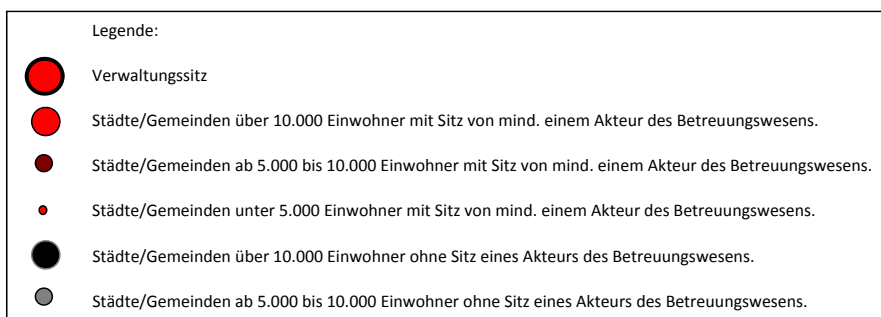 Legende:
Verwaltungssitz
Städte/Gemeinden über 10.000 Einwohner mit Sitz von mind. einem Akteur des Betreuungswesens.
Städte/Gemeinden ab 5.000 bis 10.000 Einwohner mit Sitz von mind. einem Akteur des Betreuungswesens.
Städte/Gemeinden unter 5.000 Einwohner mit Sitz von mind. einem Akteur des Betreuungswesens.
Städte/Gemeinden über 10.000 Einwohner ohne Sitz eines Akteurs des Betreuungswesens.
Städte/Gemeinden ab 5.000 bis 10.000 Einwohner ohne Sitz eines Akteurs des Betreuungswesens.